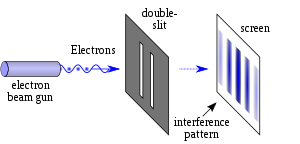 double-
slit
screen
Electrons
electron
beam gun
interference
pattern